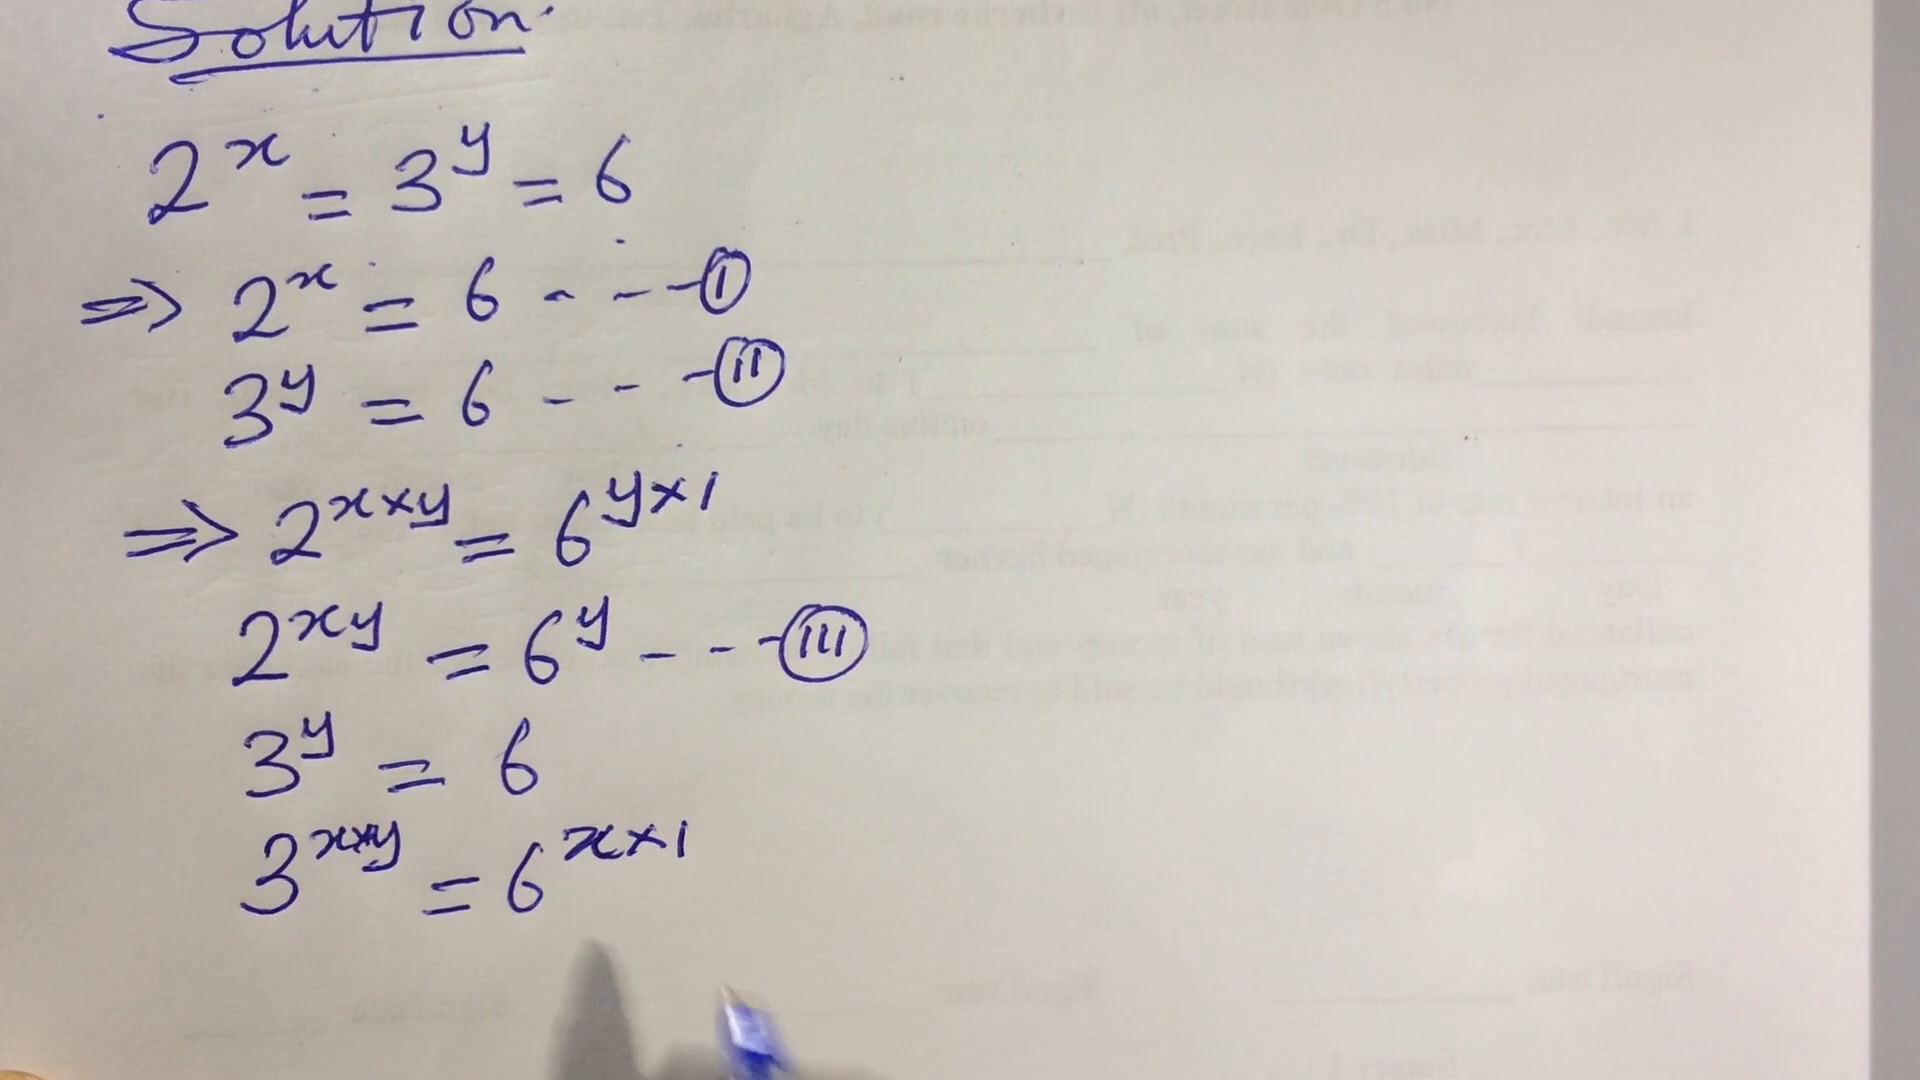 Solution
2^x = 3^y = 6
⇒ 2^x = 6 - - - (I)
3^y = 6 - - - (II)
⇒ 2^{x×y} = 6^{y×1}
2^{xy} = 6^y - - - (III)
3^y = 6
3^{x×y} = 6^{x×1}